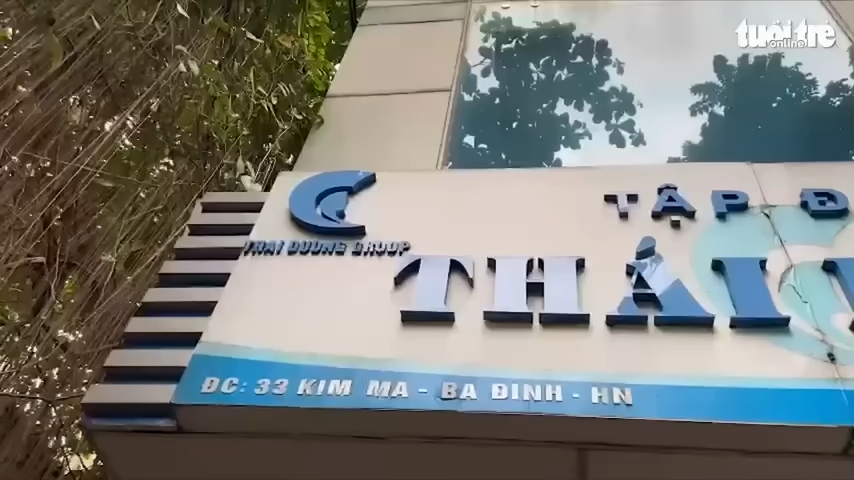 tuổi trẻ
online
TẬP Đ
THAI DUONG GROUP
THÁI
ĐC: 33 KIM MA - BA ĐINH - HN